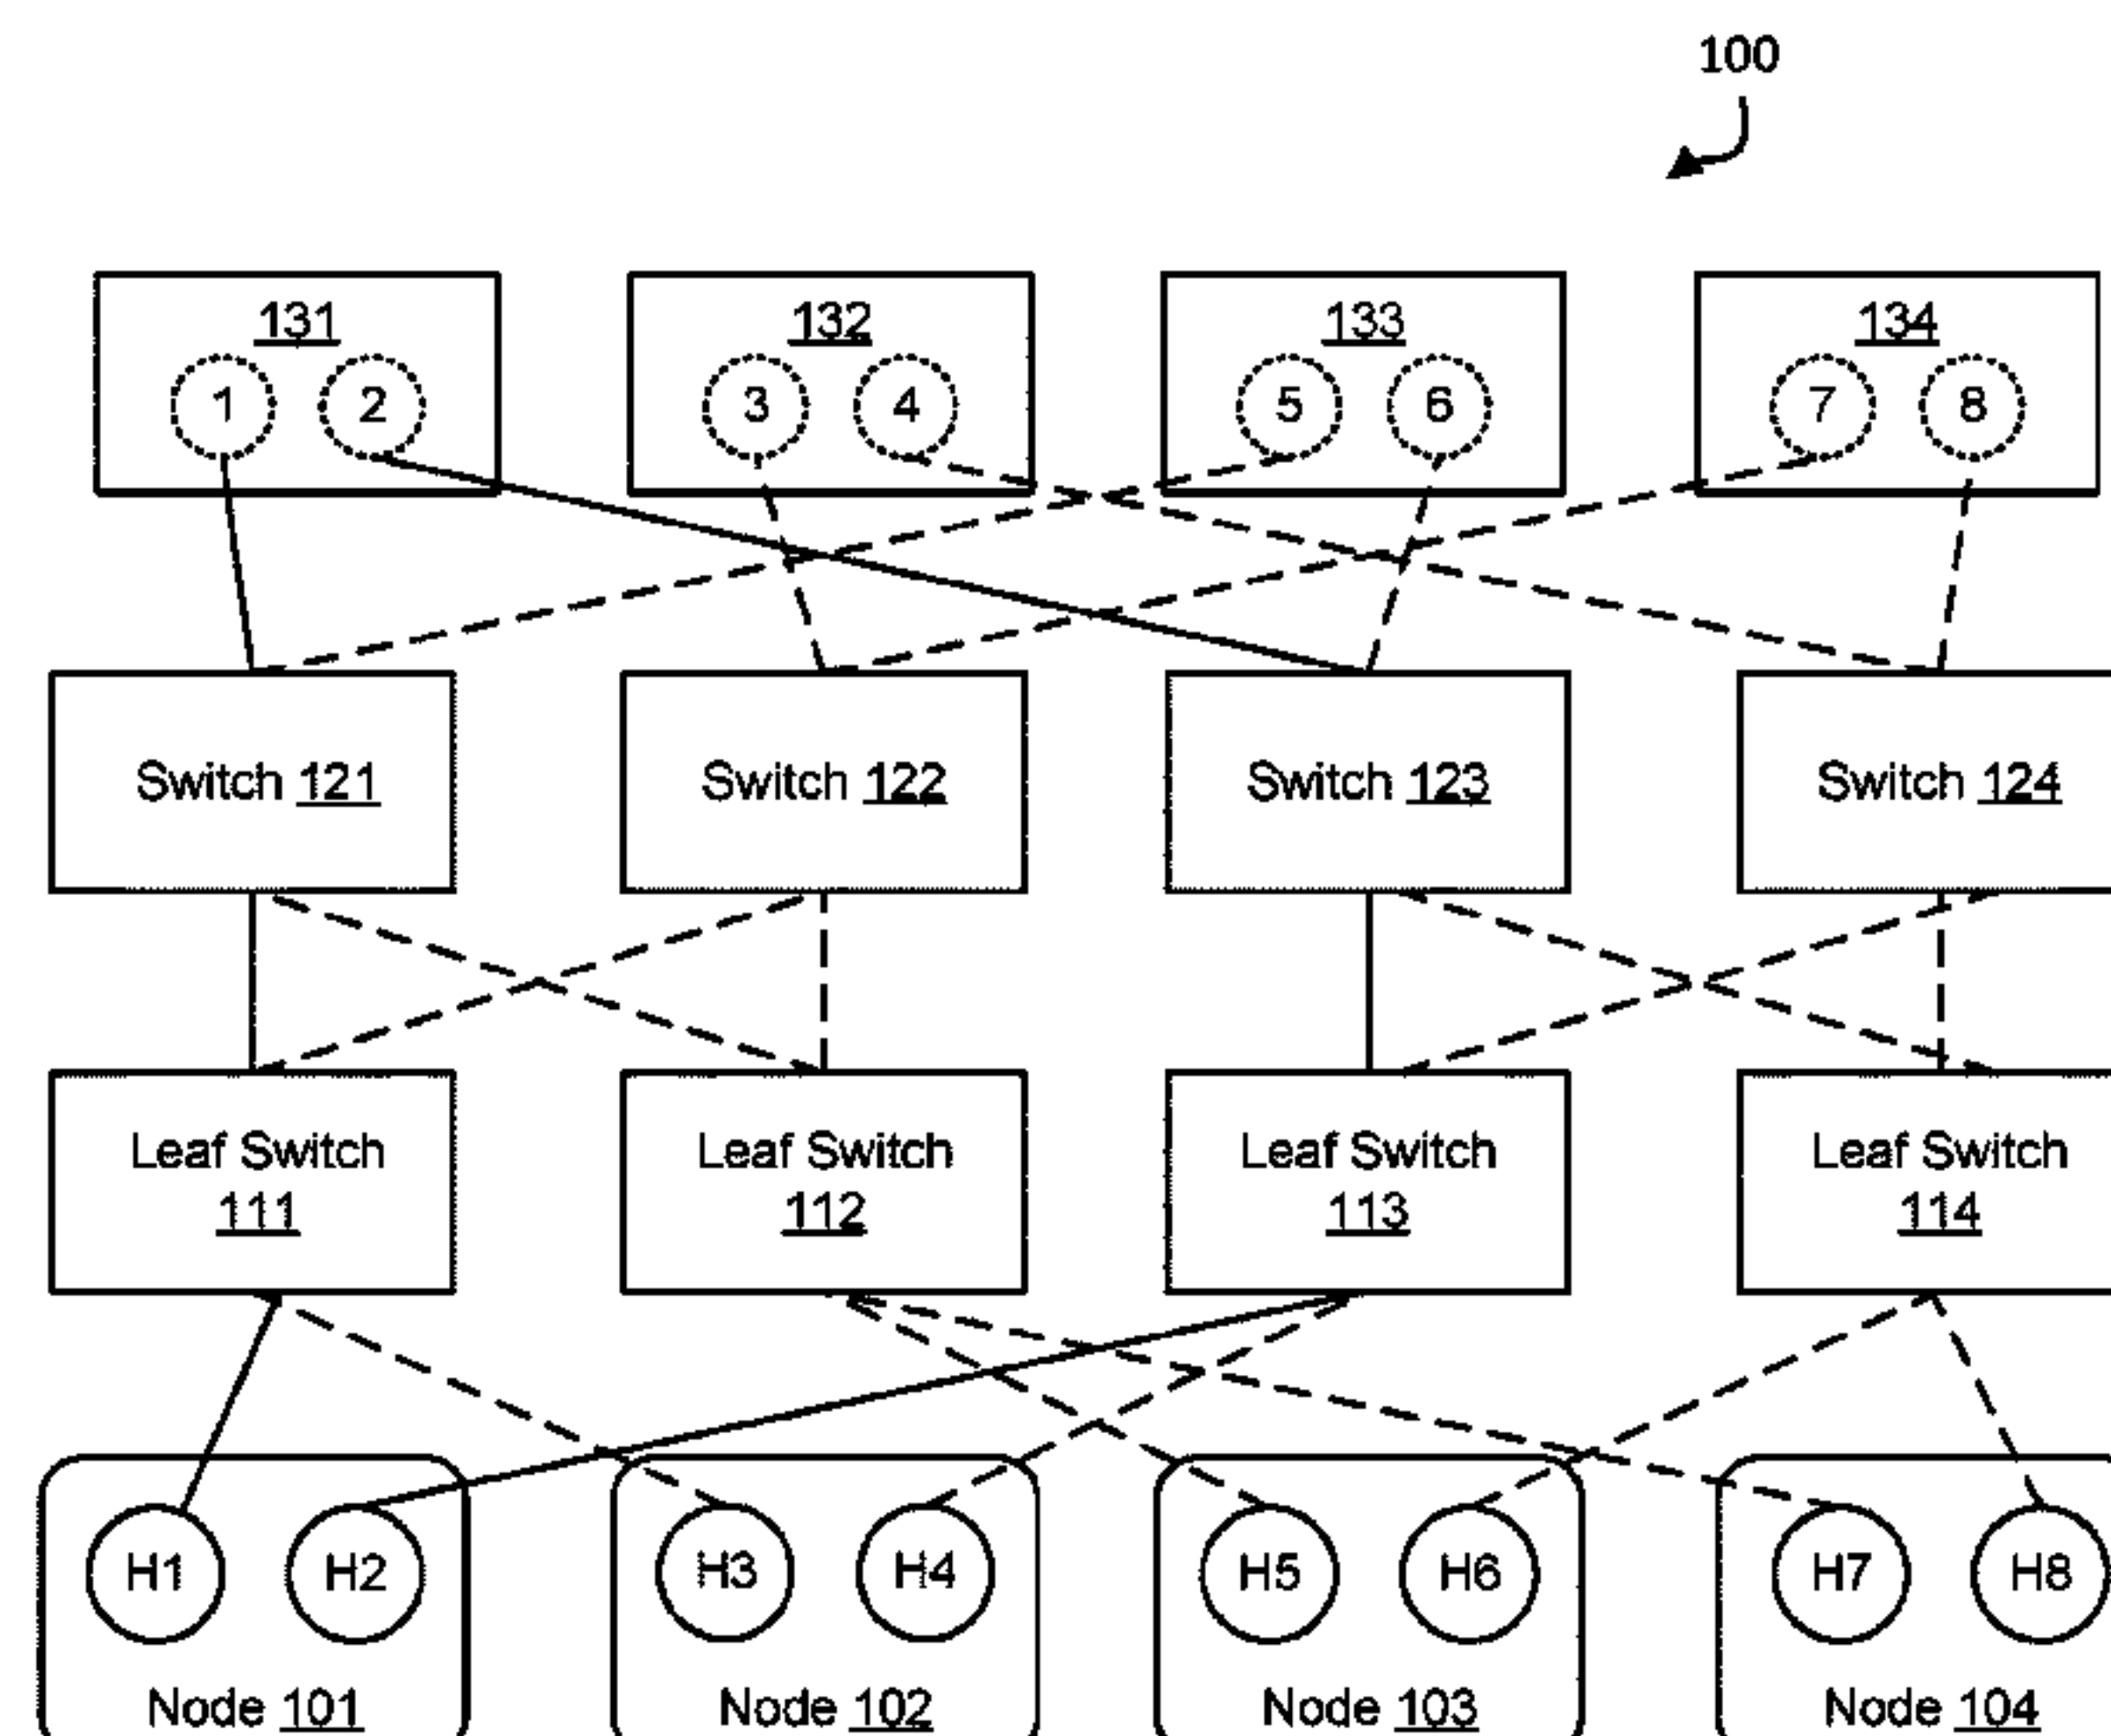 100
131 132 133 134
1 2 3 4 5 6 7 8
Switch 121 Switch 122 Switch 123 Switch 124
Leaf Switch Leaf Switch Leaf Switch Leaf Switch
111 112 113 114
H1 H2 H3 H4 H5 H6 H7 H8
Node 101 Node 102 Node 103 Node 104